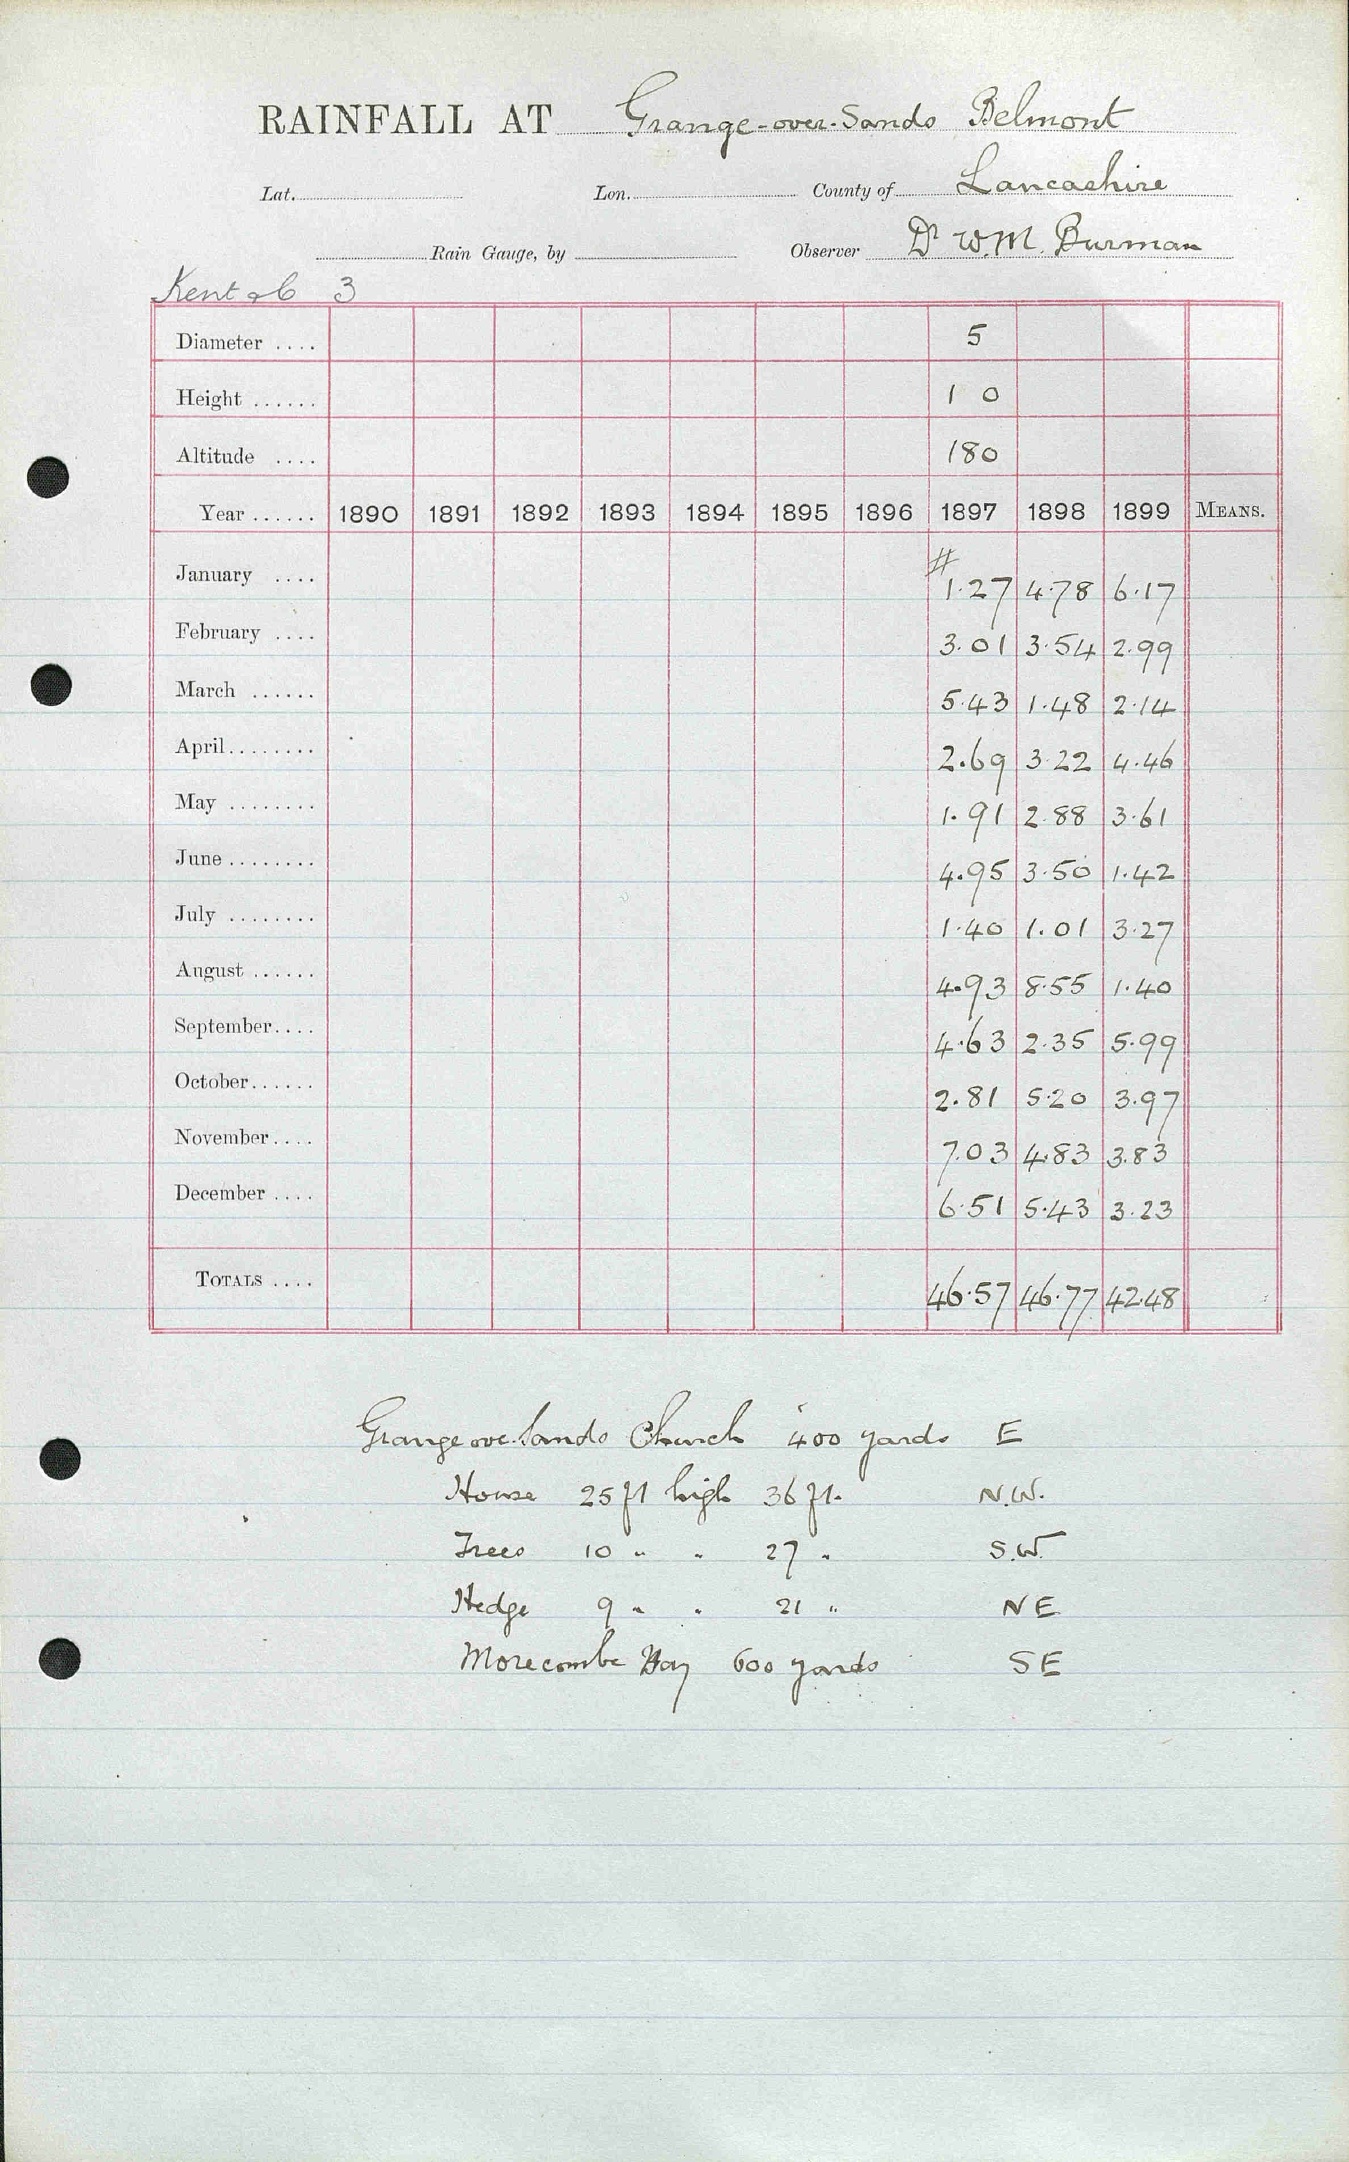 RAINFALL AT Grange-over-Sands Belmont
Lat. Lon. County of Lancashire
Rain Gauge, by Observer Dr W.M. Burman
Kent &c 3
Diameter .... 5
Height ...... 1 0
Altitude .... 180
Year ...... 1890 1891 1892 1893 1894 1895 1896 1897 1898 1899 MEANS.
#
January .... 1.27 4.78 6.17
February .... 3.01 3.54 2.99
March ...... 5.43 1.48 2.14
April........ 2.69 3.22 4.46
May ........ 1.91 2.88 3.61
June ........ 4.95 3.50 1.42
July ........ 1.40 1.01 3.27
August ...... 4.93 8.55 1.40
September.... 4.63 2.35 5.99
October...... 2.81 5.20 3.97
November.... 7.03 4.83 3.83
December .... 6.51 5.43 3.23
TOTALS .... 46.57 46.77 42.48
Grange over Sands Church 400 yards E
House 25 ft high 36 ft. N.W.
Trees 10 " " 27 " S.W.
Hedge 9 " " 21 " NE
Morecombe Bay 600 yards SE